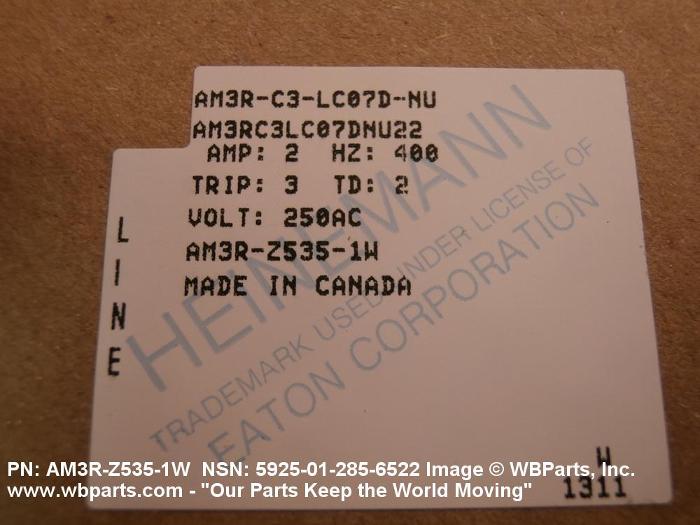 AM3R-C3-LC07D-NU
AM3RC3LC07DNU22
AMP: 2 HZ: 400
TRIP: 3 TD: 2
VOLT: 250AC
AM3R-Z535-1W
MADE IN CANADA
LINE
HEINEMANN
TRADEMARK USED UNDER LICENSE OF
EATON CORPORATION
W
1311
PN: AM3R-Z535-1W NSN: 5925-01-285-6522 Image © WBParts, Inc.
www.wbparts.com - "Our Parts Keep the World Moving"